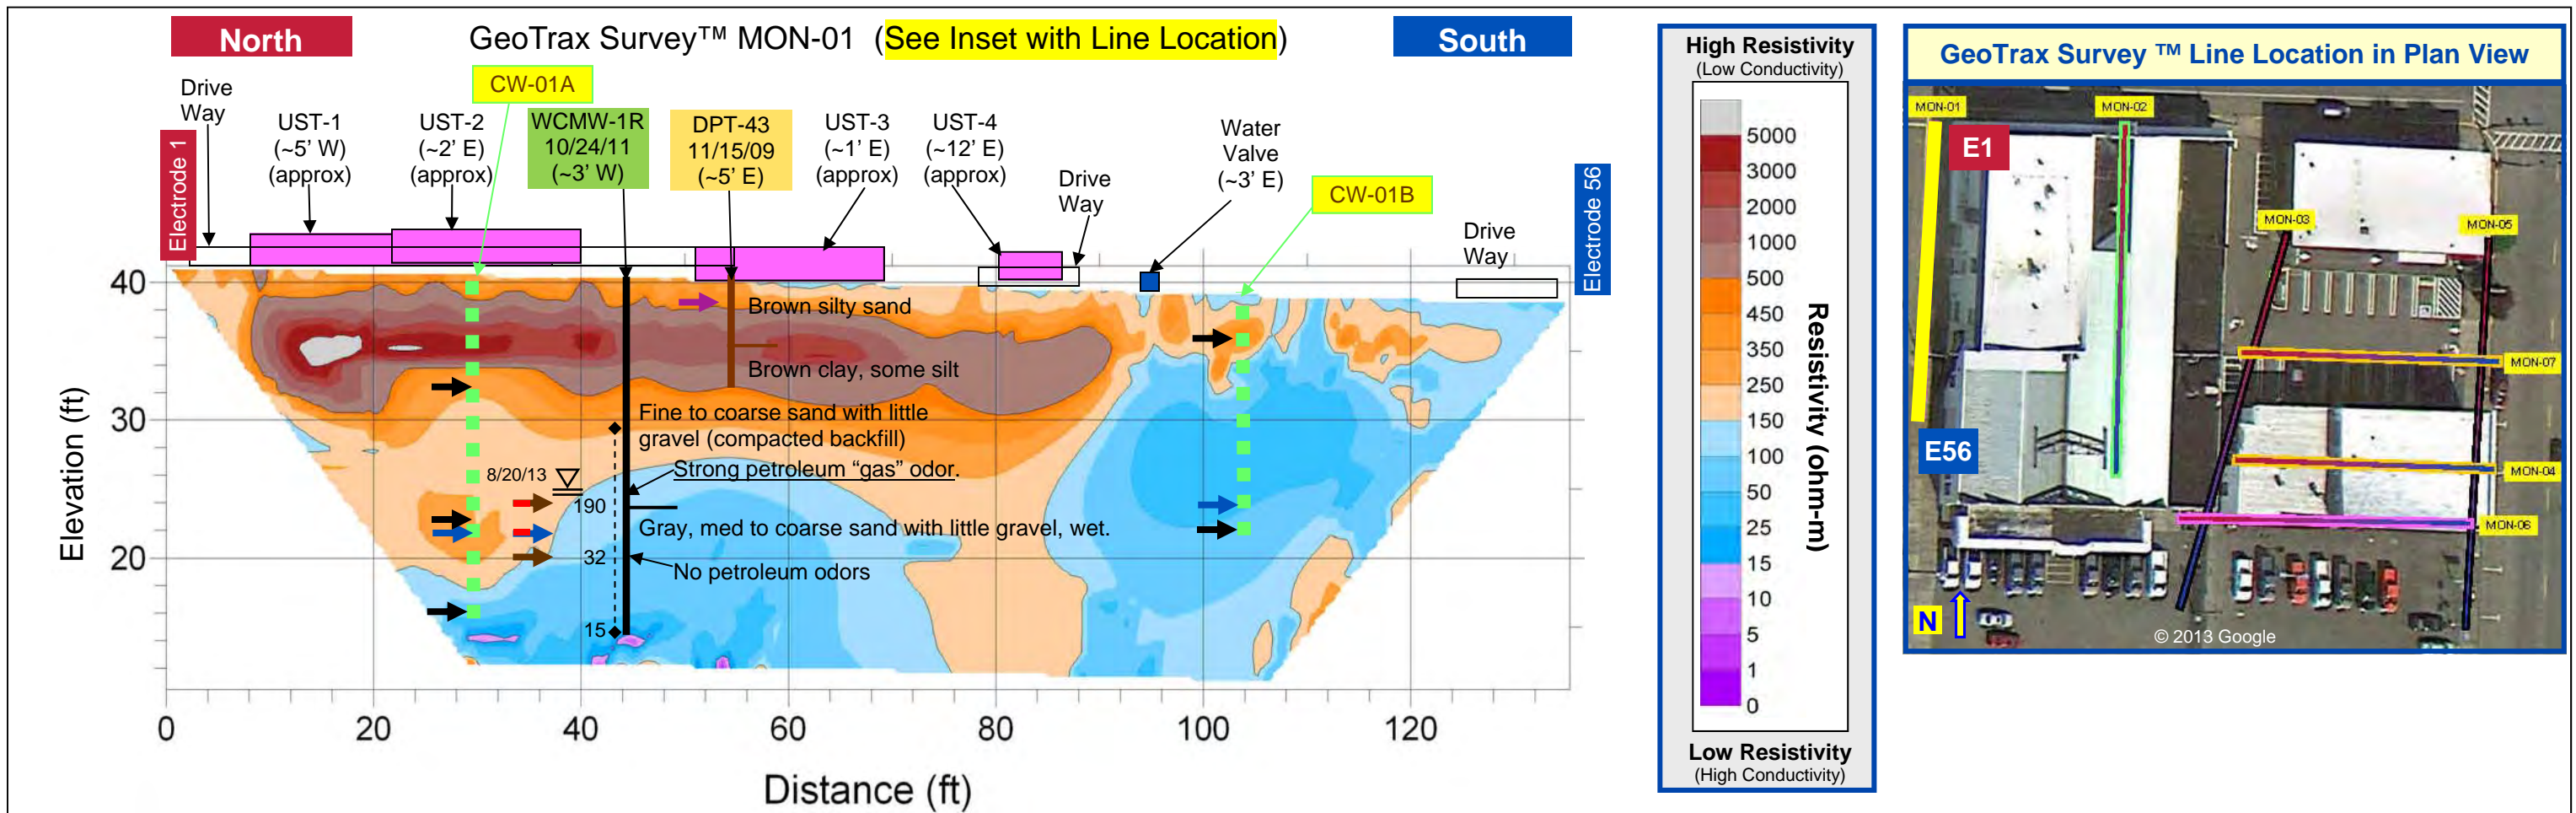 North
GeoTrax Survey™ MON-01 (See Inset with Line Location)
South
Drive
Way
CW-01A
UST-1
(~5' W)
(approx)
UST-2
(~2' E)
(approx)
WCMW-1R
10/24/11
(~3' W)
DPT-43
11/15/09
(~5' E)
UST-3
(~1' E)
(approx)
UST-4
(~12' E)
(approx)
Drive
Way
Water
Valve
(~3' E)
CW-01B
Drive
Way
Electrode 1
Electrode 56
Elevation (ft)
40
30
20
Brown silty sand
Brown clay, some silt
Fine to coarse sand with little
gravel (compacted backfill)
Strong petroleum “gas” odor.
8/20/13
190
Gray, med to coarse sand with little gravel, wet.
32
No petroleum odors
15
0 20 40 60 80 100 120
Distance (ft)
High Resistivity
(Low Conductivity)
5000
3000
2000
1000
500
450
350
250
150
100
50
25
15
10
5
1
0
Resistivity (ohm-m)
Low Resistivity
(High Conductivity)
GeoTrax Survey ™ Line Location in Plan View
MON-01
MON-02
E1
MON-03
MON-05
MON-07
E56
MON-04
MON-06
N
© 2013 Google